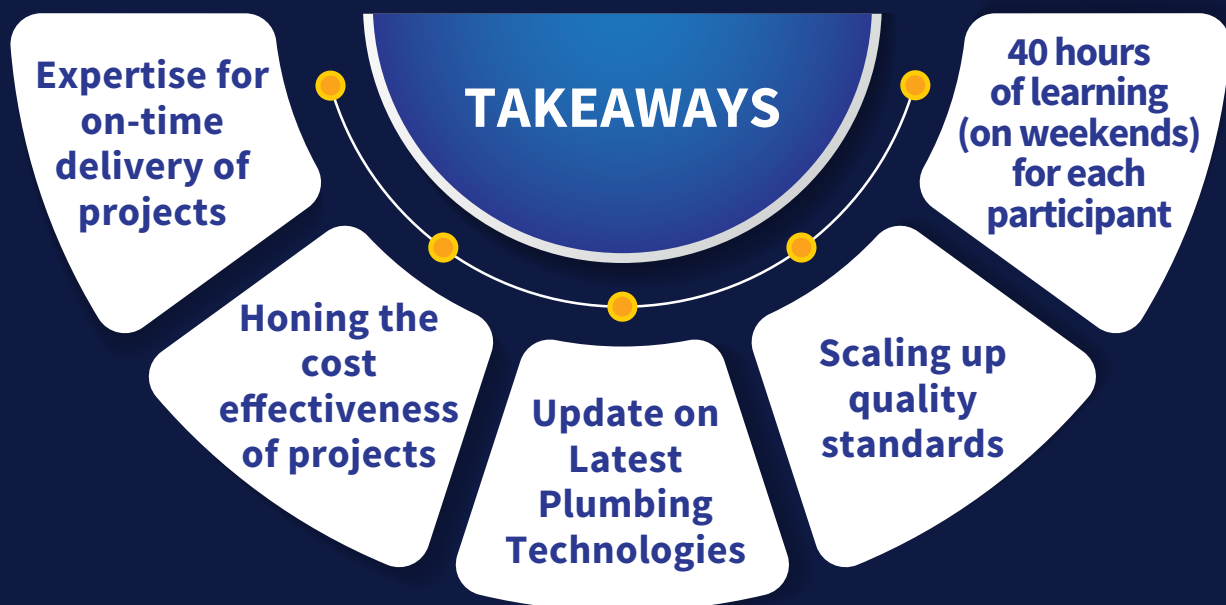 TAKEAWAYS
Expertise for
on-time
delivery of
projects
Honing the
cost
effectiveness
of projects
Update on
Latest
Plumbing
Technologies
Scaling up
quality
standards
40 hours
of learning
(on weekends)
for each
participant